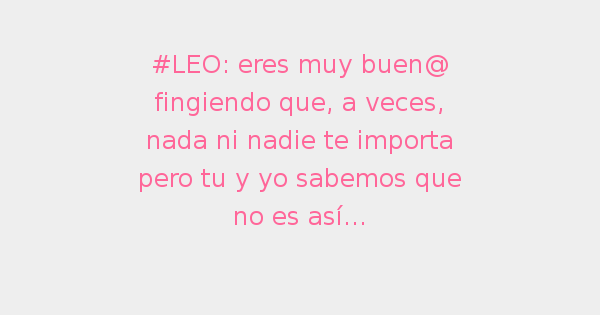 #LEO: eres muy buen@
fingiendo que, a veces,
nada ni nadie te importa
pero tu y yo sabemos que
no es así...